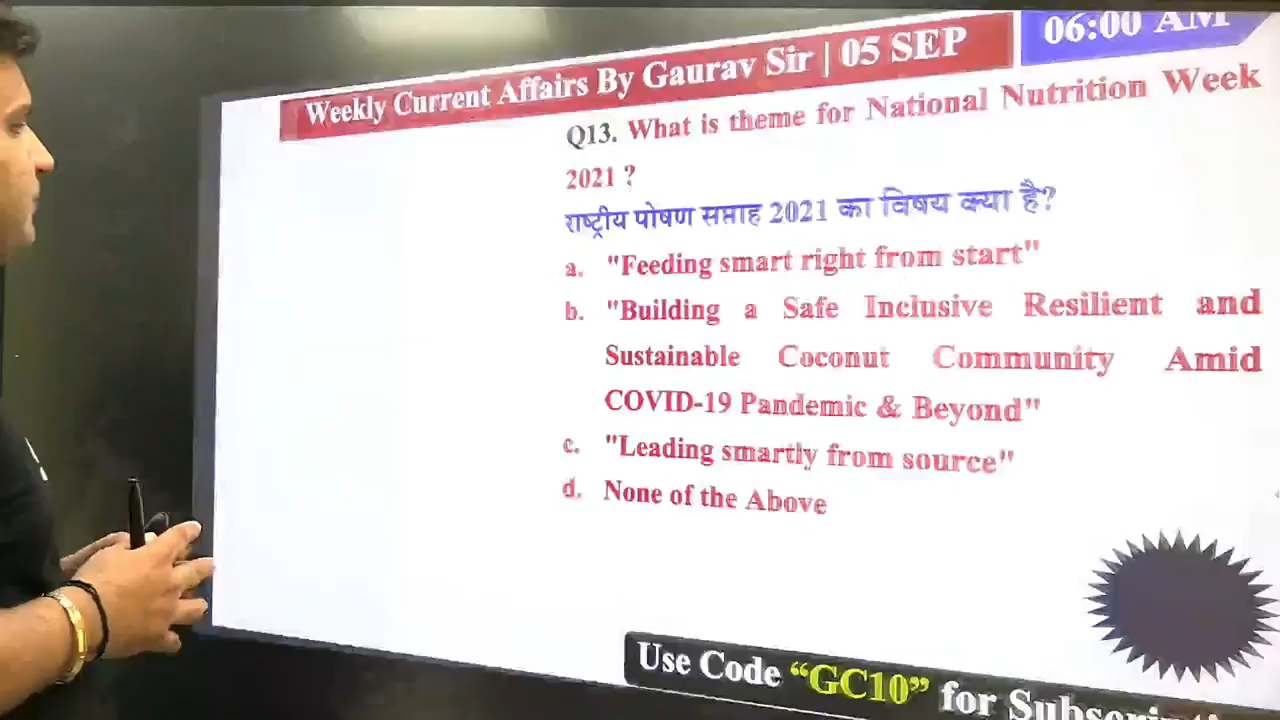 Weekly Current Affairs By Gaurav Sir | 05 SEP
06:00 AM
Q13. What is theme for National Nutrition Week
2021 ?
राष्ट्रीय पोषण सप्ताह 2021 का विषय क्या है?
a. "Feeding smart right from start"
b. "Building a Safe Inclusive Resilient and
Sustainable Coconut Community Amid
COVID-19 Pandemic & Beyond"
c. "Leading smartly from source"
d. None of the Above
Use Code “GC10” for